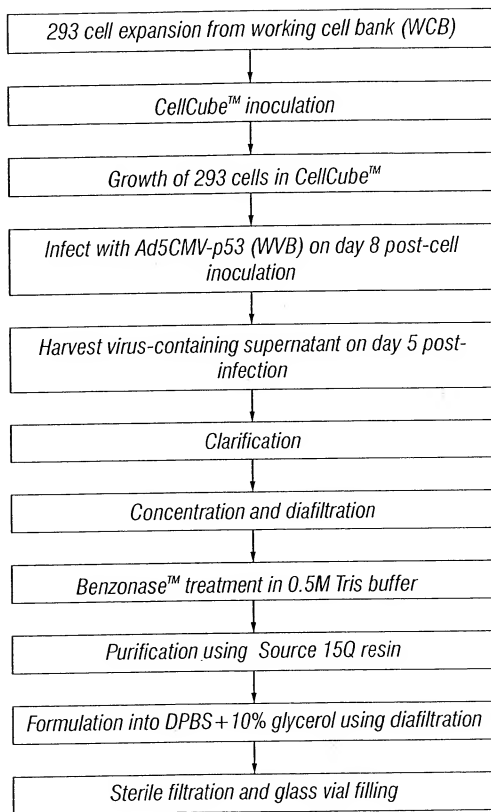 293 cell expansion from working cell bank (WCB)
CellCube™ inoculation
Growth of 293 cells in CellCube™
Infect with Ad5CMV-p53 (WVB) on day 8 post-cell
inoculation
Harvest virus-containing supernatant on day 5 post-
infection
Clarification
Concentration and diafiltration
Benzonase™ treatment in 0.5M Tris buffer
Purification using Source 15Q resin
Formulation into DPBS+10% glycerol using diafiltration
Sterile filtration and glass vial filling